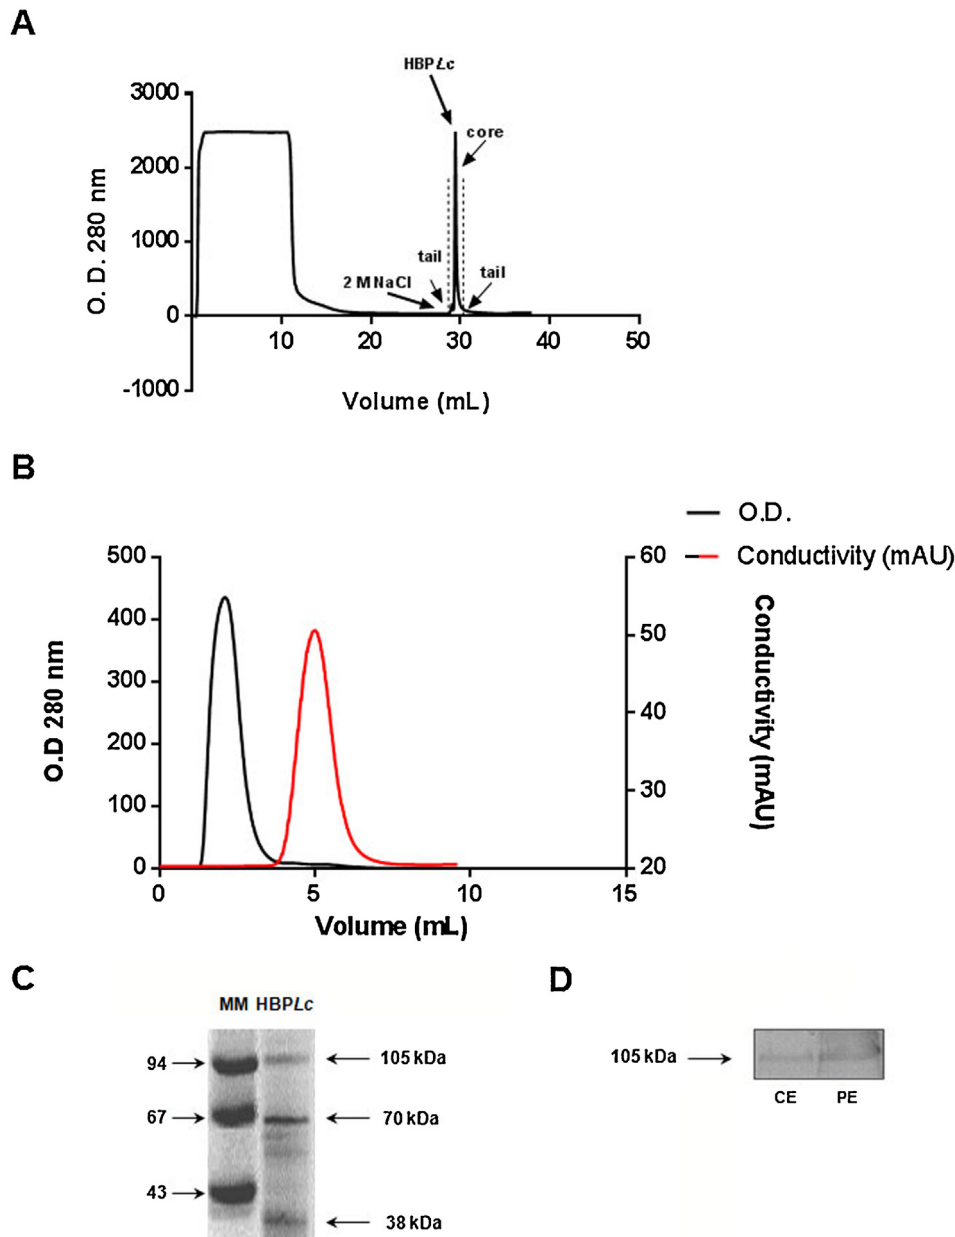 A
HBPLc
3000
core
2000
O. D. 280 nm
1000
tail
tail
2 M NaCl
0
10
20
30
40
50
-1000
Volume (mL)
B
O.D.
500
60
Conductivity (mAU)
400
50
300
O.D 280 nm
40
Conductivity (mAU)
200
30
100
0
20
0
5
10
15
Volume (mL)
C
D
MM HBPLc
94
105 kDa
105 kDa
67
70 kDa
CE
PE
43
38 kDa